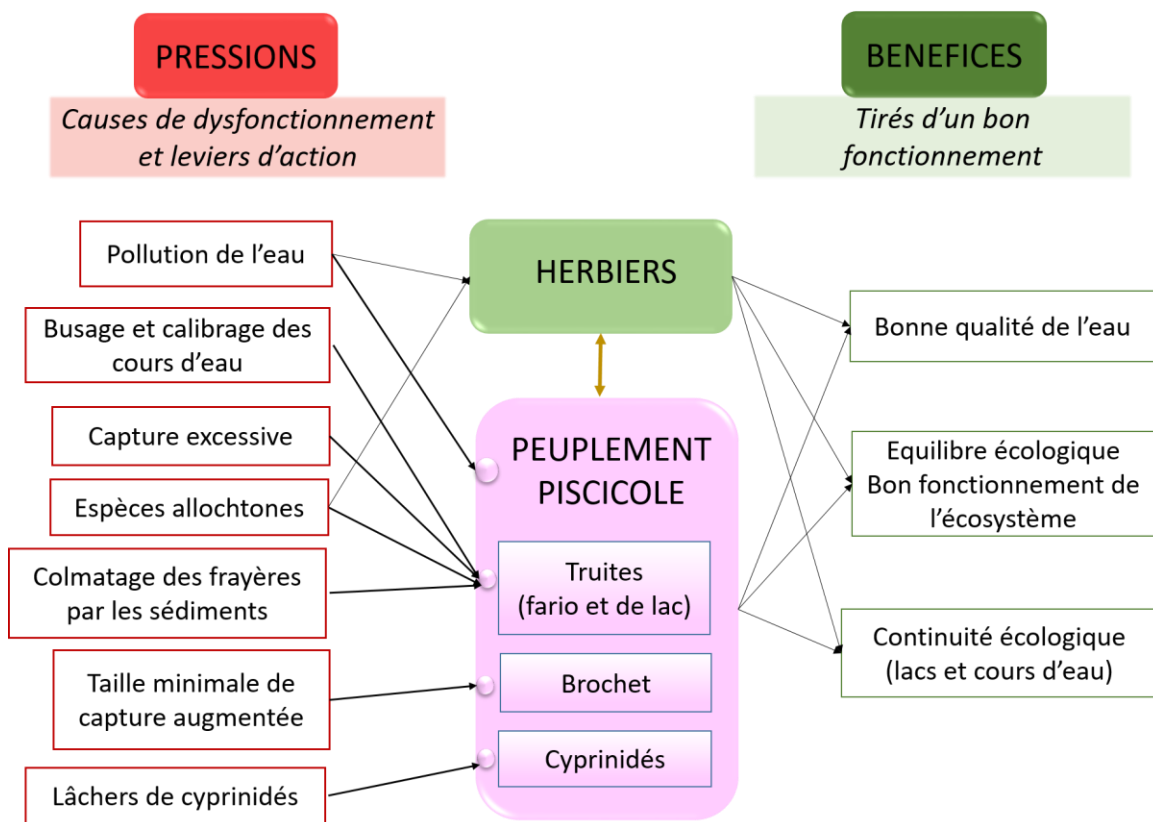 PRESSIONS
Causes de dysfonctionnement
et leviers d’action
BENEFICES
Tirés d’un bon
fonctionnement
Pollution de l’eau
Busage et calibrage des
cours d’eau
Capture excessive
Espèces allochtones
Colmatage des frayères
par les sédiments
Taille minimale de
capture augmentée
Lâchers de cyprinidés
HERBIERS
PEUPLEMENT
PISCICOLE
Truites
(fario et de lac)
Brochet
Cyprinidés
Bonne qualité de l’eau
Equilibre écologique
Bon fonctionnement de
l’écosystème
Continuité écologique
(lacs et cours d’eau)